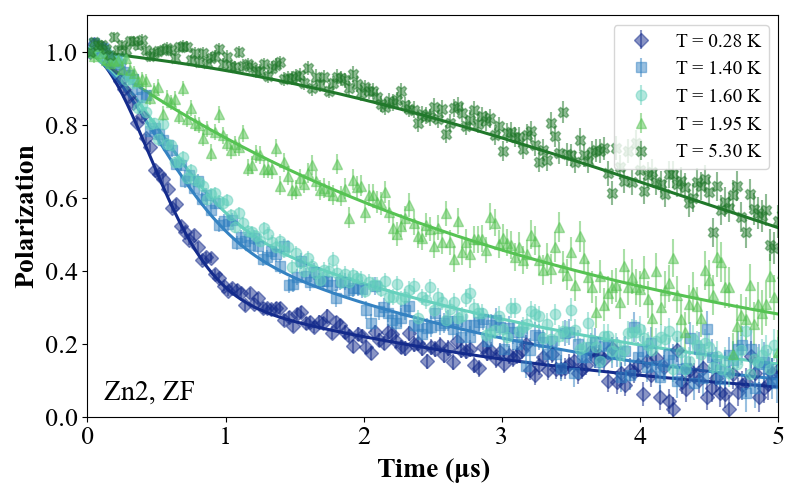 Polarization
1.0
0.8
0.6
0.4
0.2
0.0
T = 0.28 K
T = 1.40 K
T = 1.60 K
T = 1.95 K
T = 5.30 K
Zn2, ZF
0 1 2 3 4 5
Time (μs)